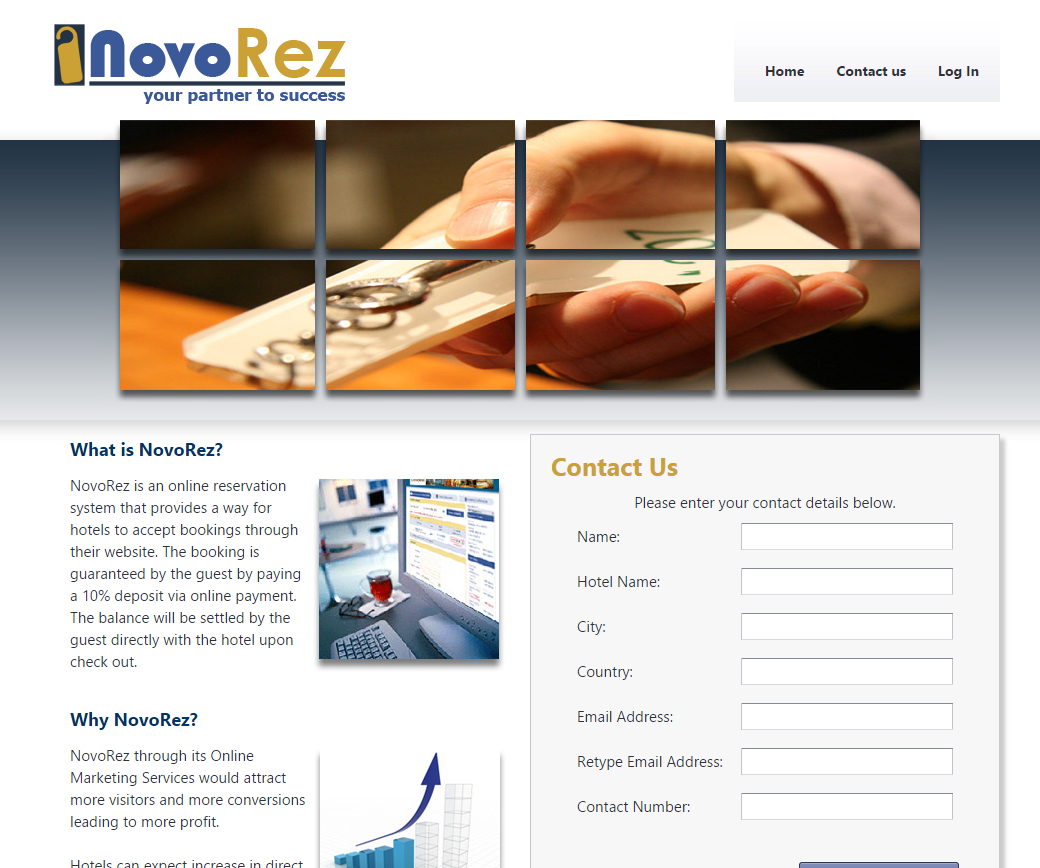 NovoRez
your partner to success
Home Contact us Log In
What is NovoRez?
NovoRez is an online reservation
system that provides a way for
hotels to accept bookings through
their website. The booking is
guaranteed by the guest by paying
a 10% deposit via online payment.
The balance will be settled by the
guest directly with the hotel upon
check out.
Why NovoRez?
NovoRez through its Online
Marketing Services would attract
more visitors and more conversions
leading to more profit.
Hotels can expect increase in direct
Contact Us
Please enter your contact details below.
Name:
Hotel Name:
City:
Country:
Email Address:
Retype Email Address:
Contact Number: